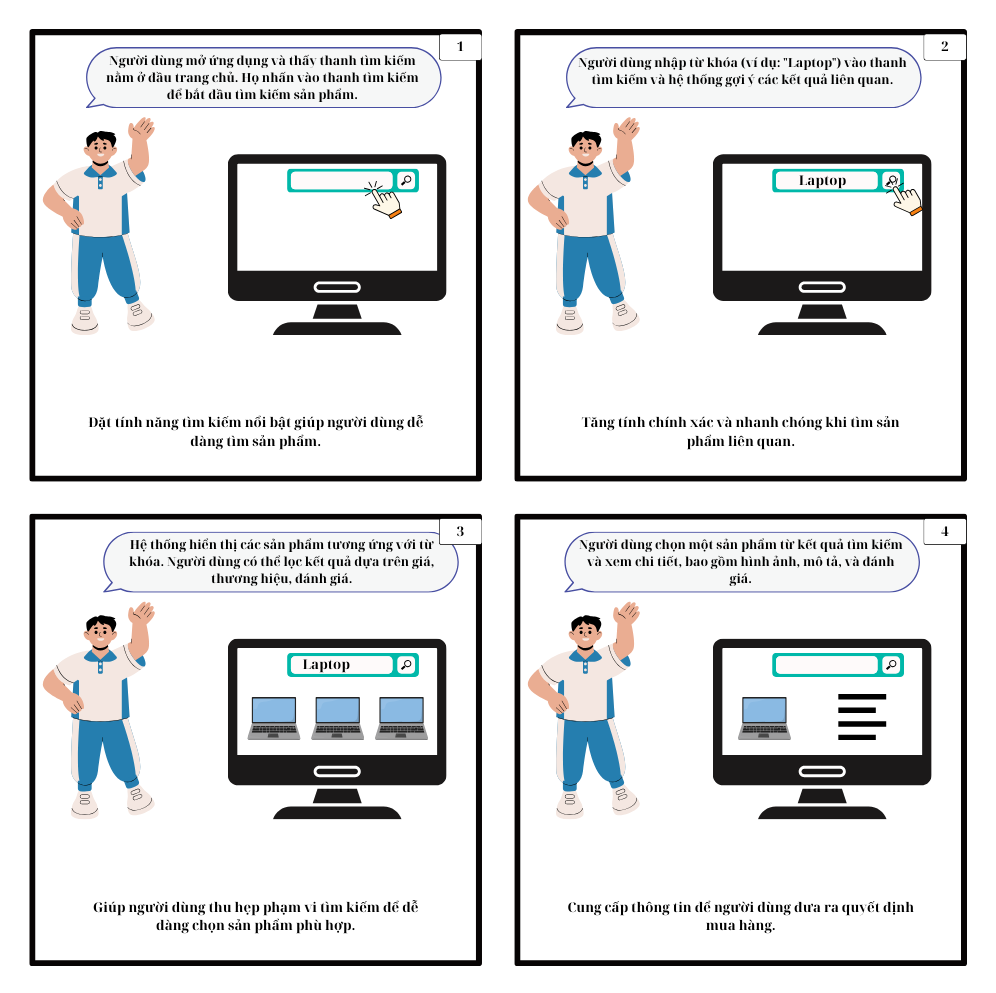 1
Người dùng mở ứng dụng và thấy thanh tìm kiếm
nằm ở đầu trang chủ. Họ nhấn vào thanh tìm kiếm
để bắt đầu tìm kiếm sản phẩm.
Đặt tính năng tìm kiếm nổi bật giúp người dùng dễ
dàng tìm sản phẩm.
2
Người dùng nhập từ khóa (ví dụ: "Laptop") vào thanh
tìm kiếm và hệ thống gợi ý các kết quả liên quan.
Laptop
Tăng tính chính xác và nhanh chóng khi tìm sản
phẩm liên quan.
3
Hệ thống hiển thị các sản phẩm tương ứng với từ
khóa. Người dùng có thể lọc kết quả dựa trên giá,
thương hiệu, đánh giá.
Laptop
Giúp người dùng thu hẹp phạm vi tìm kiếm để dễ
dàng chọn sản phẩm phù hợp.
4
Người dùng chọn một sản phẩm từ kết quả tìm kiếm
và xem chi tiết, bao gồm hình ảnh, mô tả, và đánh
giá.
Cung cấp thông tin để người dùng đưa ra quyết định
mua hàng.